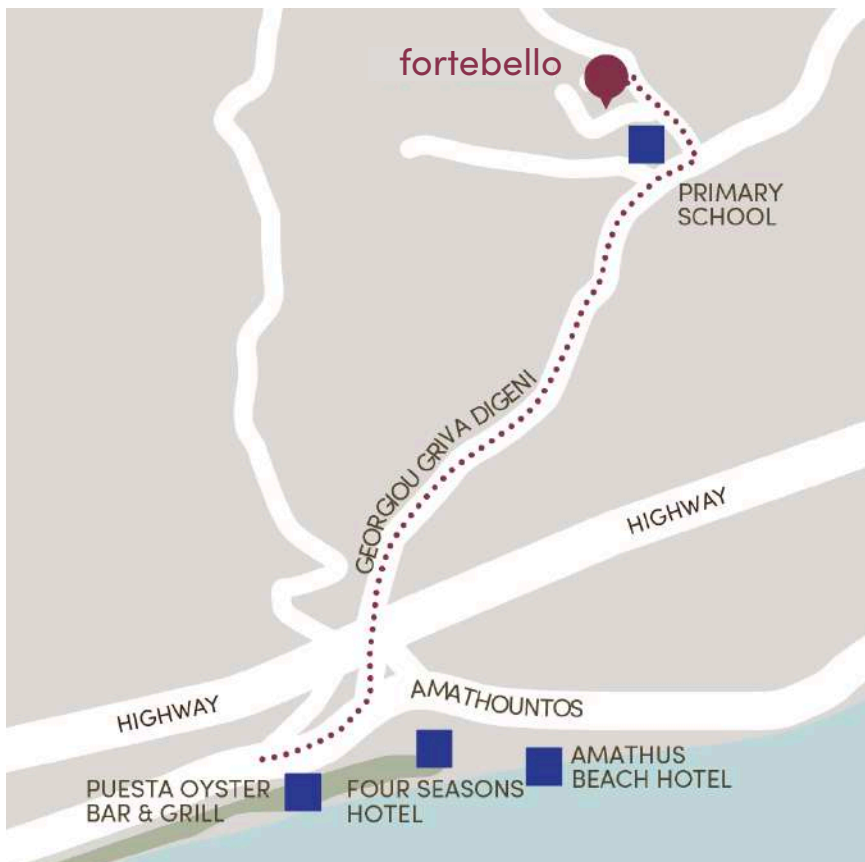 fortebello
PRIMARY
SCHOOL
GEORGIOU GRIVA DIGENI
HIGHWAY
HIGHWAY
AMATHOUNTOS
PUESTA OYSTER
BAR & GRILL
FOUR SEASONS
HOTEL
AMATHUS
BEACH HOTEL